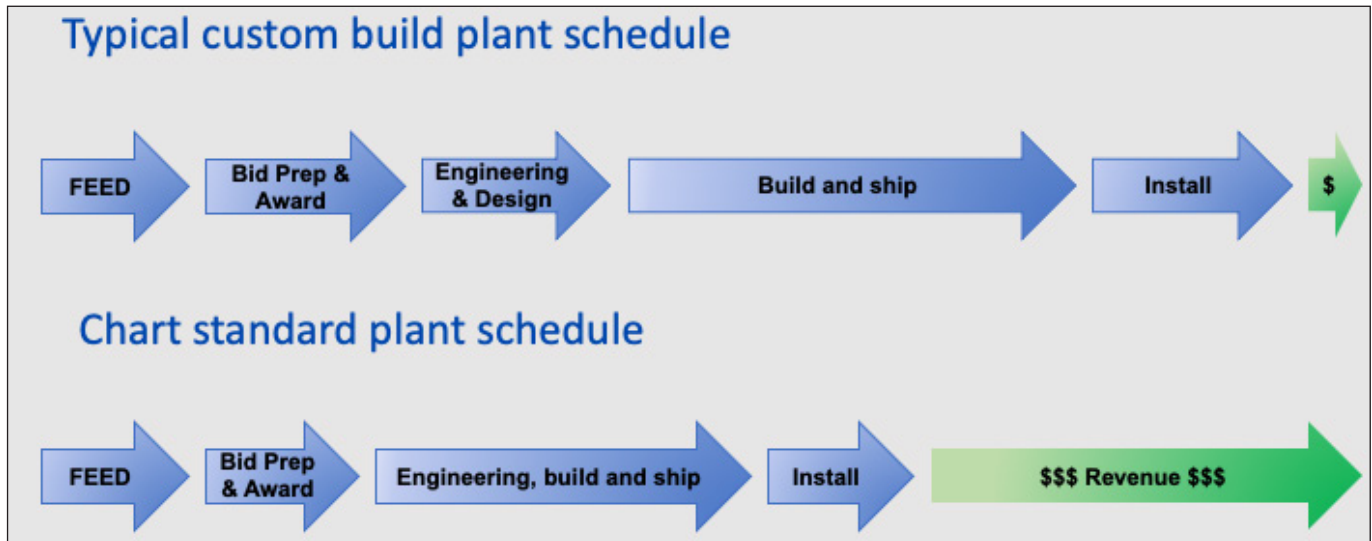 Typical custom build plant schedule
FEED
Bid Prep &
Award
Engineering
& Design
Build and ship
Install
$
Chart standard plant schedule
FEED
Bid Prep
& Award
Engineering, build and ship
Install
$$$ Revenue $$$